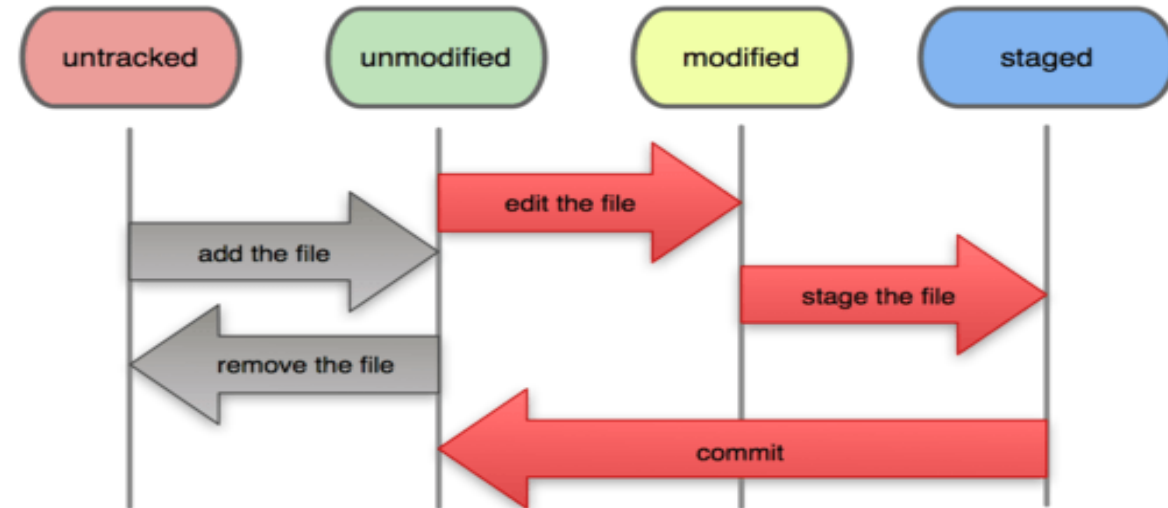 untracked
unmodified
modified
staged
edit the file
add the file
stage the file
remove the file
commit